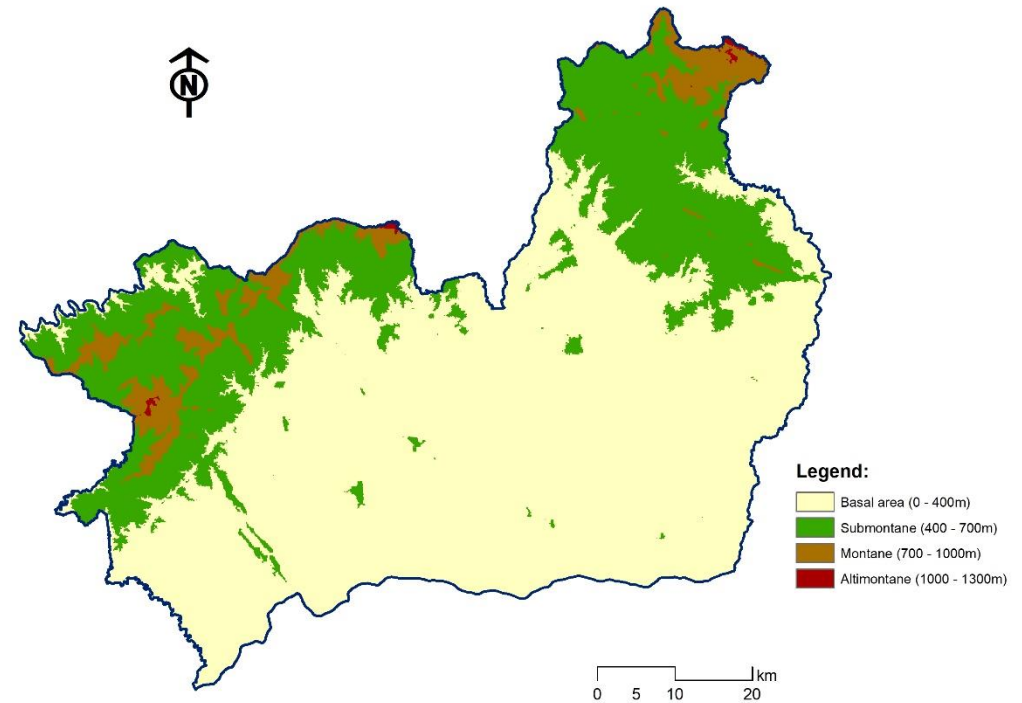 N
Legend:
Basal area (0 - 400m)
Submontane (400 - 700m)
Montane (700 - 1000m)
Altimontane (1000 - 1300m)
km
0 5 10 20